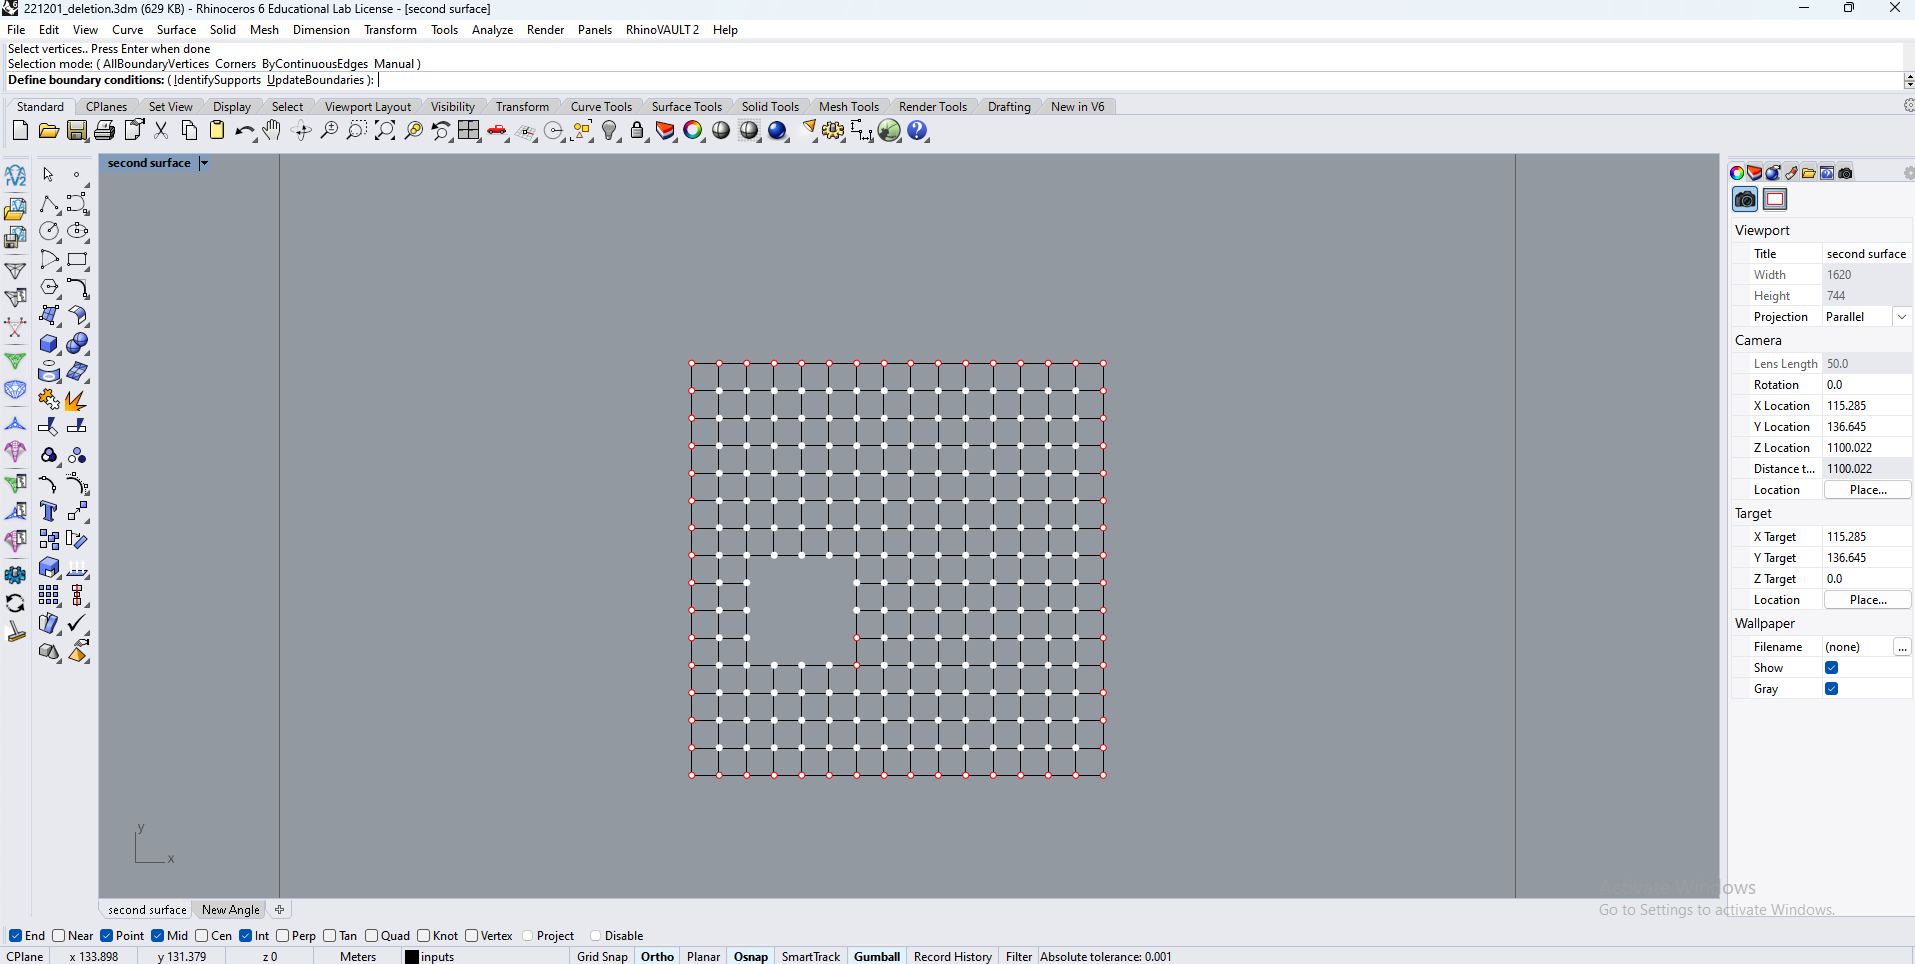 221201_deletion.3dm (629 KB) - Rhinoceros 6 Educational Lab License - [second surface]
File Edit View Curve Surface Solid Mesh Dimension Transform Tools Analyze Render Panels RhinoVAULT 2 Help
Select vertices.. Press Enter when done
Selection mode: ( AllBoundaryVertices Corners ByContinuousEdges Manual )
Define boundary conditions: ( IdentifySupports UpdateBoundaries ):
Standard CPlanes Set View Display Select Viewport Layout Visibility Transform Curve Tools Surface Tools Solid Tools Mesh Tools Render Tools Drafting New in V6
second surface
Viewport
Title second surface
Width 1620
Height 744
Projection Parallel
Camera
Lens Length 50.0
Rotation 0.0
X Location 115.285
Y Location 136.645
Z Location 1100.022
Distance t... 1100.022
Location Place...
Target
X Target 115.285
Y Target 136.645
Z Target 0.0
Location Place...
Wallpaper
Filename (none) ...
Show
Gray
y
x
Activate Windows
Go to Settings to activate Windows.
second surface New Angle
End Near Point Mid Cen Int Perp Tan Quad Knot Vertex Project Disable
CPlane x 133.898 y 131.379 z 0 Meters inputs Grid Snap Ortho Planar Osnap SmartTrack Gumball Record History Filter Absolute tolerance: 0.001